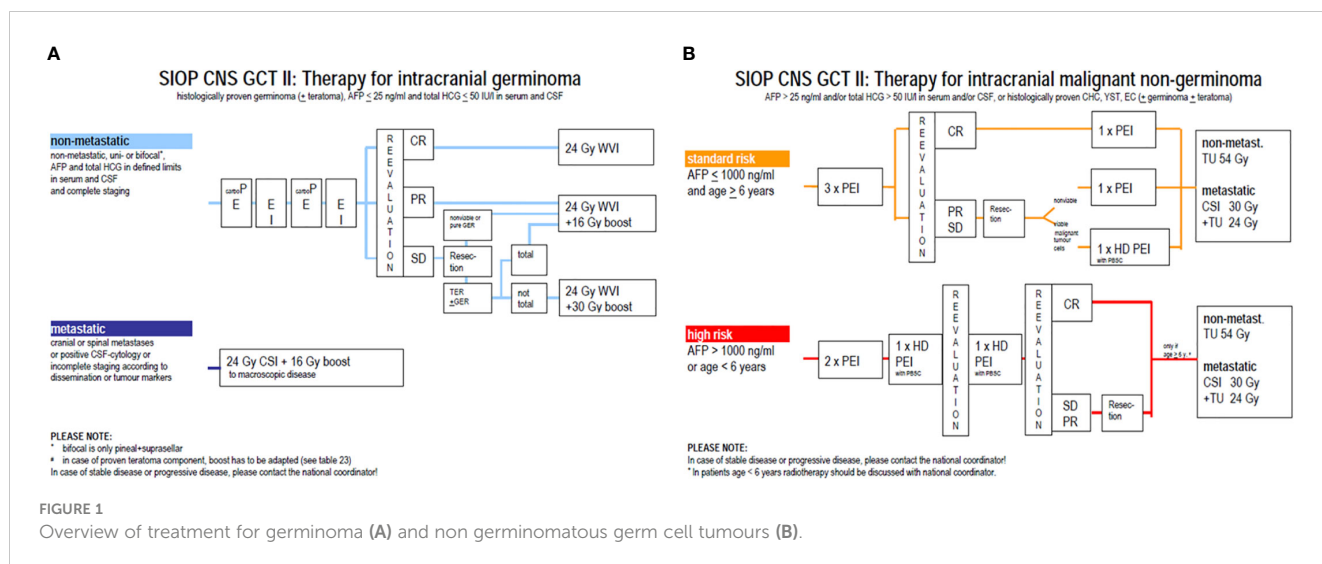 A
SIOP CNS GCT II: Therapy for intracranial germinoma
histologically proven germinoma (+ teratoma), AFP ≤ 25 ng/ml and total HCG ≤ 50 IU/l in serum and CSF
non-metastatic
non-metastatic, uni- or bifocal*,
AFP and total HCG in defined limits
in serum and CSF
and complete staging
carboP
E
E
I
carboP
E
E
I
REEVALUATION
CR
PR
SD
24 Gy WVI
24 Gy WVI
+16 Gy boost
nonviable or
pure GER
Resec-
tion
TER
±GER
total
not
total
24 Gy WVI
+30 Gy boost
metastatic
cranial or spinal metastases
or positive CSF-cytology or
incomplete staging according to
dissemination or tumour markers
24 Gy CSI + 16 Gy boost
to macroscopic disease
PLEASE NOTE:
* bifocal is only pineal+suprasellar
# in case of proven teratoma component, boost has to be adapted (see table 23)
In case of stable disease or progressive disease, please contact the national coordinator!
B
SIOP CNS GCT II: Therapy for intracranial malignant non-germinoma
AFP > 25 ng/ml and/or total HCG > 50 IU/l in serum and/or CSF, or histologically proven CHC, YST, EC (± germinoma ± teratoma)
standard risk
AFP ≤ 1000 ng/ml
and age ≥ 6 years
3 x PEI
REEVALUATION
CR
PR
SD
Resec-
tion
nonviable
viable
malignant
tumour
cells
1 x PEI
1 x PEI
1 x HD PEI
with PBSC
non-metast.
TU 54 Gy
metastatic
CSI 30 Gy
+TU 24 Gy
high risk
AFP > 1000 ng/ml
or age < 6 years
2 x PEI
1 x HD
PEI
with PBSC
REEVALUATION
1 x HD
PEI
with PBSC
REEVALUATION
CR
SD
PR
Resec-
tion
only if
age ≥ 6 y. *
non-metast.
TU 54 Gy
metastatic
CSI 30 Gy
+TU 24 Gy
PLEASE NOTE:
In case of stable disease or progressive disease, please contact the national coordinator!
* In patients age < 6 years radiotherapy should be discussed with national coordinator.
FIGURE 1
Overview of treatment for germinoma (A) and non germinomatous germ cell tumours (B).